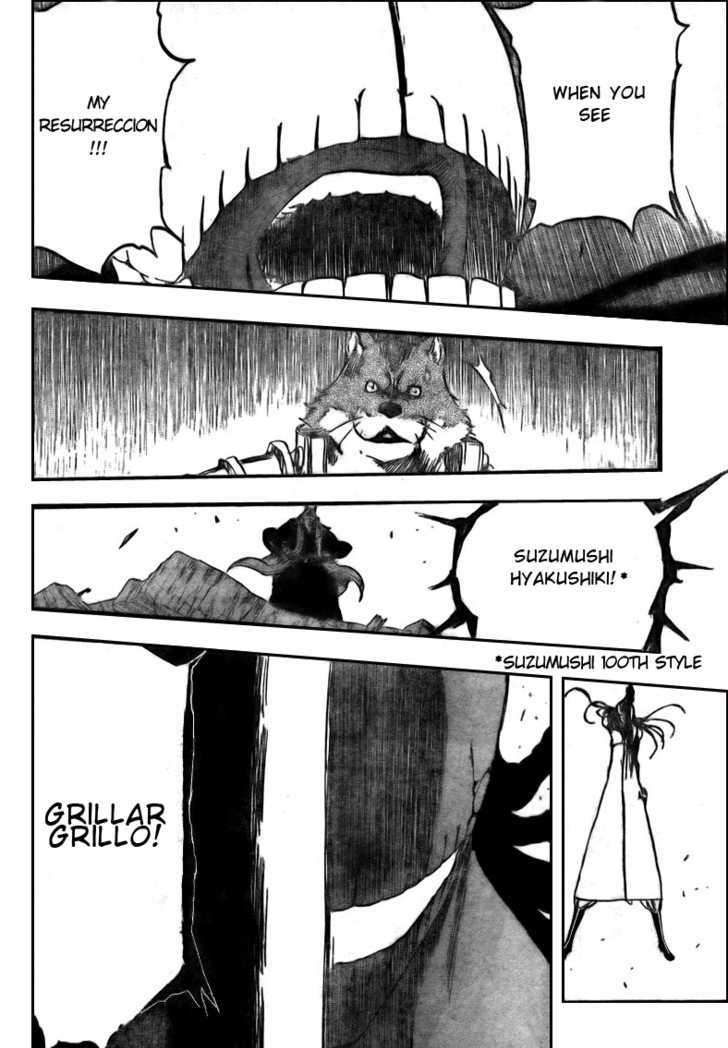 WHEN YOU
SEE
MY
RESURRECCION
!!!
SUZUMUSHI
HYAKUSHIKI!*
*SUZUMUSHI 100TH STYLE
GRILLAR
GRILLO!